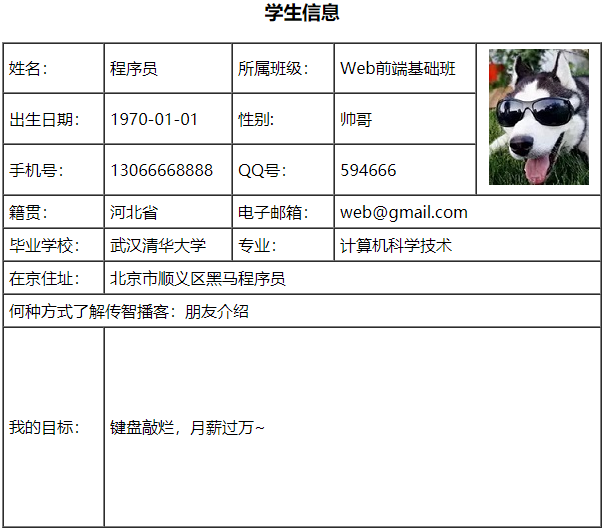 学生信息
姓名： 程序员 所属班级： Web前端基础班
出生日期： 1970-01-01 性别: 帅哥
手机号： 13066668888 QQ号： 594666
籍贯： 河北省 电子邮箱： web@gmail.com
毕业学校： 武汉清华大学 专业： 计算机科学技术
在京住址： 北京市顺义区黑马程序员
何种方式了解传智播客：朋友介绍
我的目标： 键盘敲烂，月薪过万~